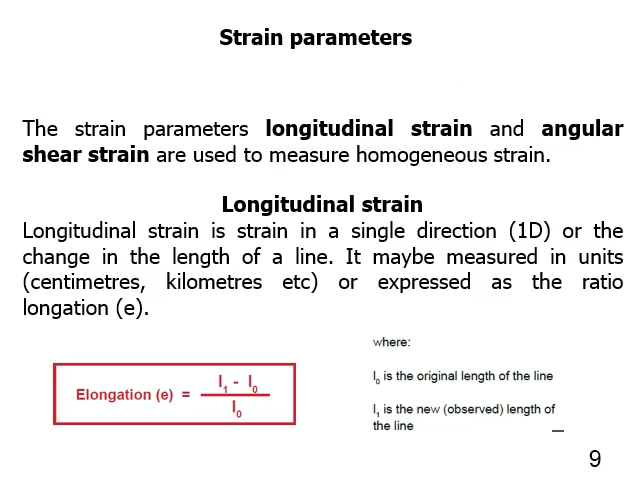 Strain parameters
The strain parameters longitudinal strain and angular
shear strain are used to measure homogeneous strain.
Longitudinal strain
Longitudinal strain is strain in a single direction (1D) or the
change in the length of a line. It maybe measured in units
(centimetres, kilometres etc) or expressed as the ratio
longation (e).
Elongation (e) = (l₁ - l₀) / l₀
where:
l₀ is the original length of the line
l₁ is the new (observed) length of
the line
9